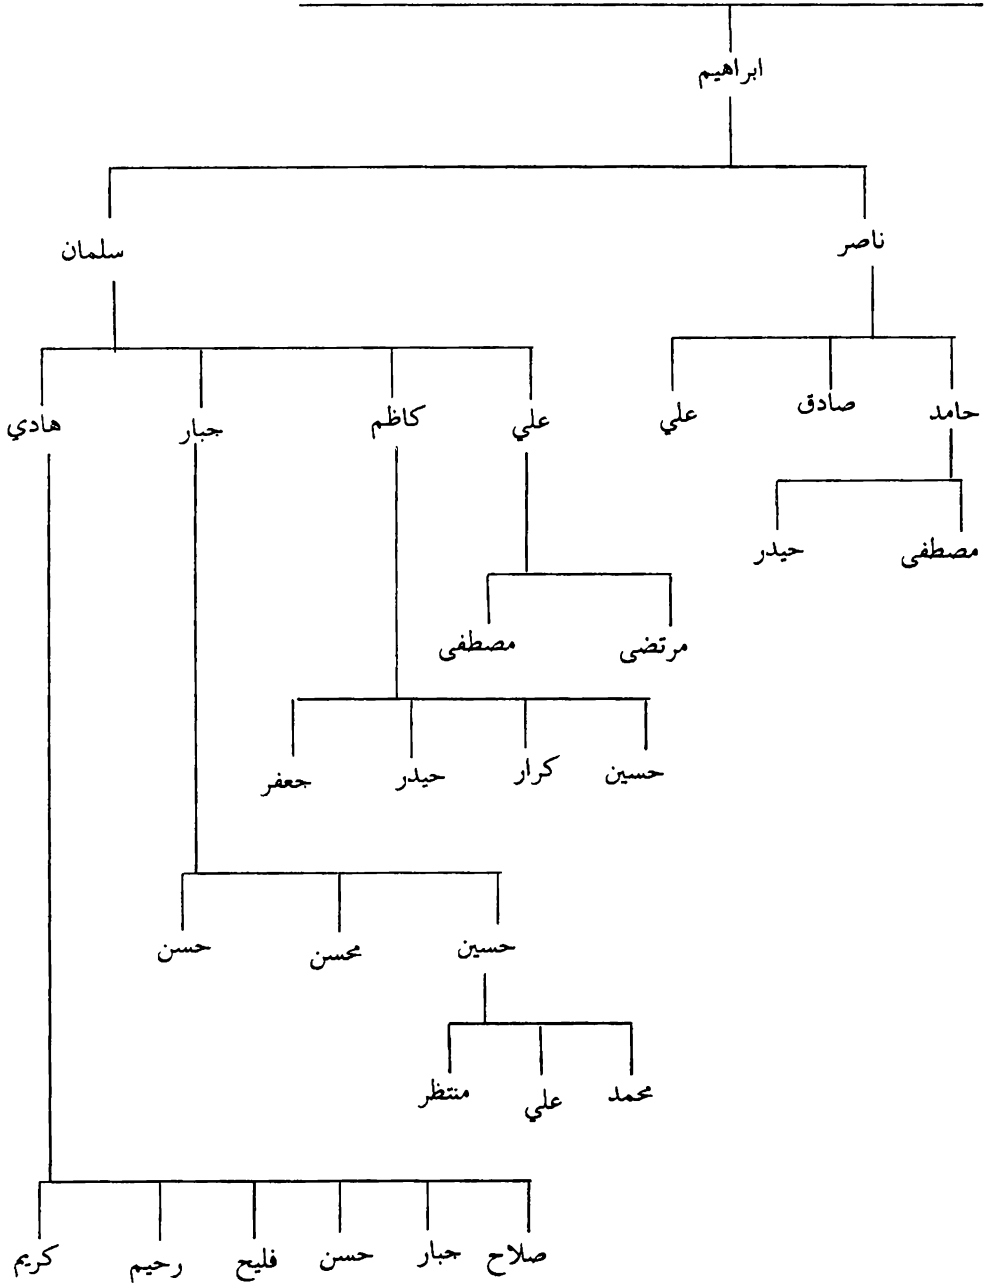 ابراهيم
ناصر سلمان
حامد صادق علي علي كاظم جبار هادي
مصطفى حيدر
مرتضى مصطفى
حسين كرار حيدر جعفر
حسين محسن حسن
محمد علي منتظر
صلاح جبار حسن فليح رحيم كريم